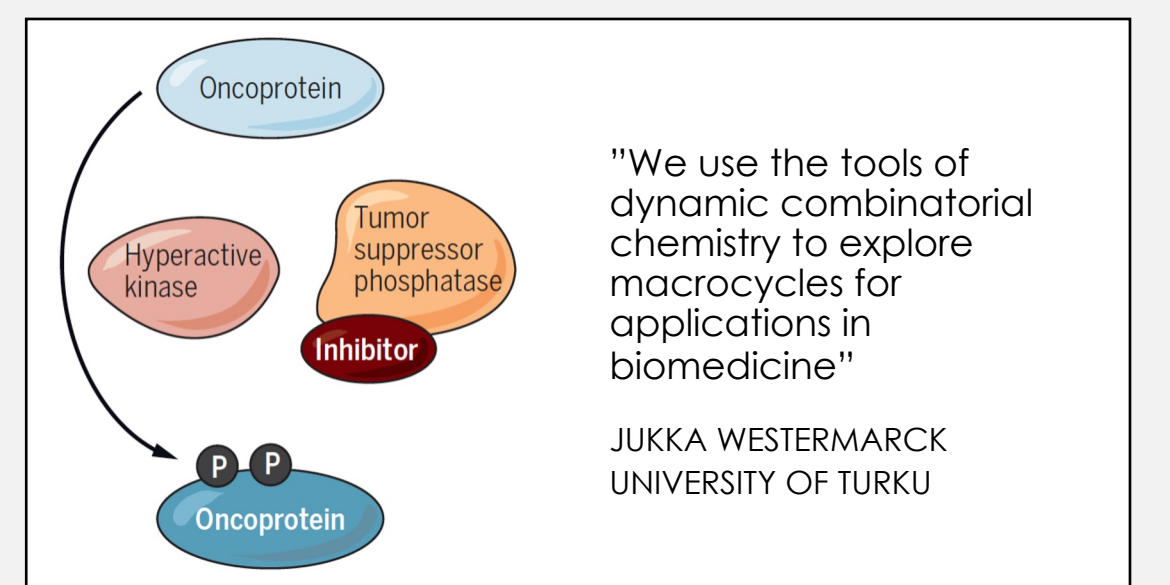 Oncoprotein
Hyperactive
kinase
Tumor
suppressor
phosphatase
Inhibitor
P P
Oncoprotein
”We use the tools of
dynamic combinatorial
chemistry to explore
macrocycles for
applications in
biomedicine”
JUKKA WESTERMARCK
UNIVERSITY OF TURKU